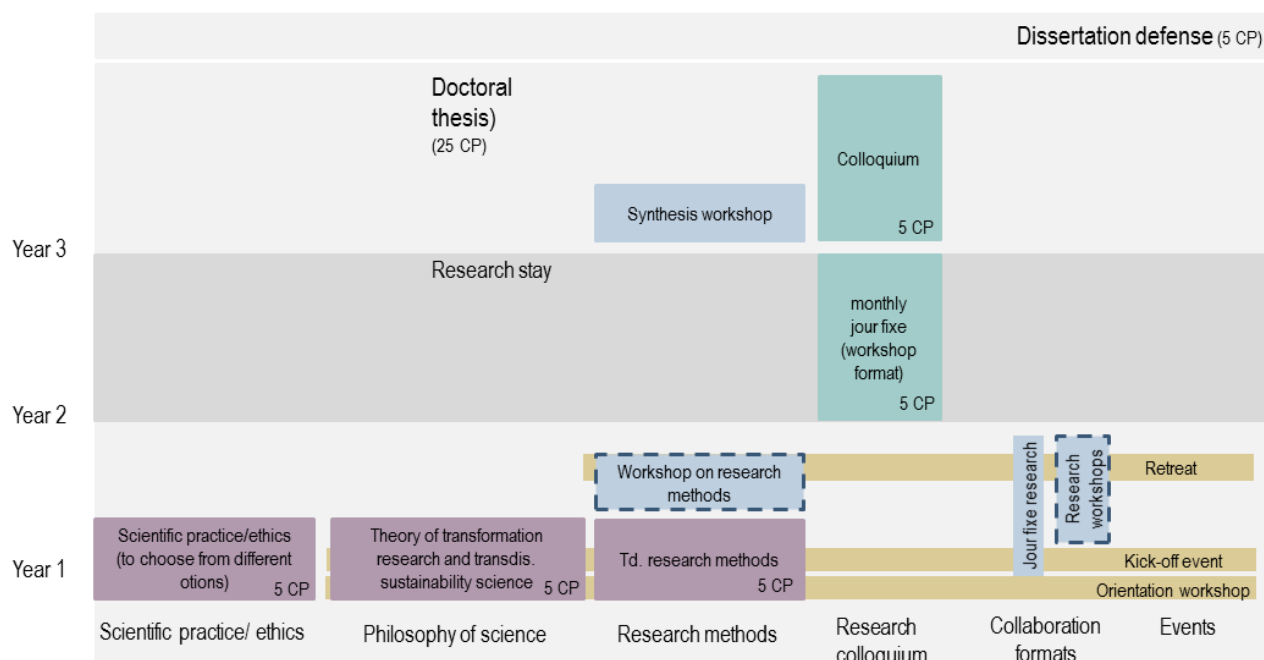 Dissertation defense (5 CP)
Doctoral
thesis)
(25 CP)
Colloquium
5 CP
Synthesis workshop
Year 3
Research stay
monthly
jour fixe
(workshop
format)
5 CP
Year 2
Workshop on research
methods
Jour fixe research
Research
workshops
Retreat
Scientific practice/ethics
(to choose from different
otions)
5 CP
Theory of transformation
research and transdis.
sustainability science
5 CP
Td. research methods
5 CP
Year 1
Kick-off event
Orientation workshop
Scientific practice/ ethics
Philosophy of science
Research methods
Research
colloquium
Collaboration
formats
Events